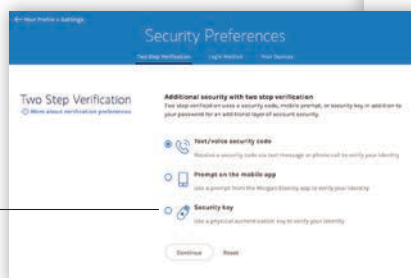 ← Your Profile & Settings
Security Preferences
Two Step Verification Login Method Your Devices
Two Step Verification
More about verification preferences
Additional security with two step verification
Two step verification uses a security code, mobile prompt, or security key in addition to
your password for an additional layer of account security.
Text/voice security code
Receive a security code via text message or phone call to verify your identity
Prompt on the mobile app
Use a prompt from the Morgan Stanley app to verify your identity
Security key
Use a physical authentication key to verify your identity
Continue Reset